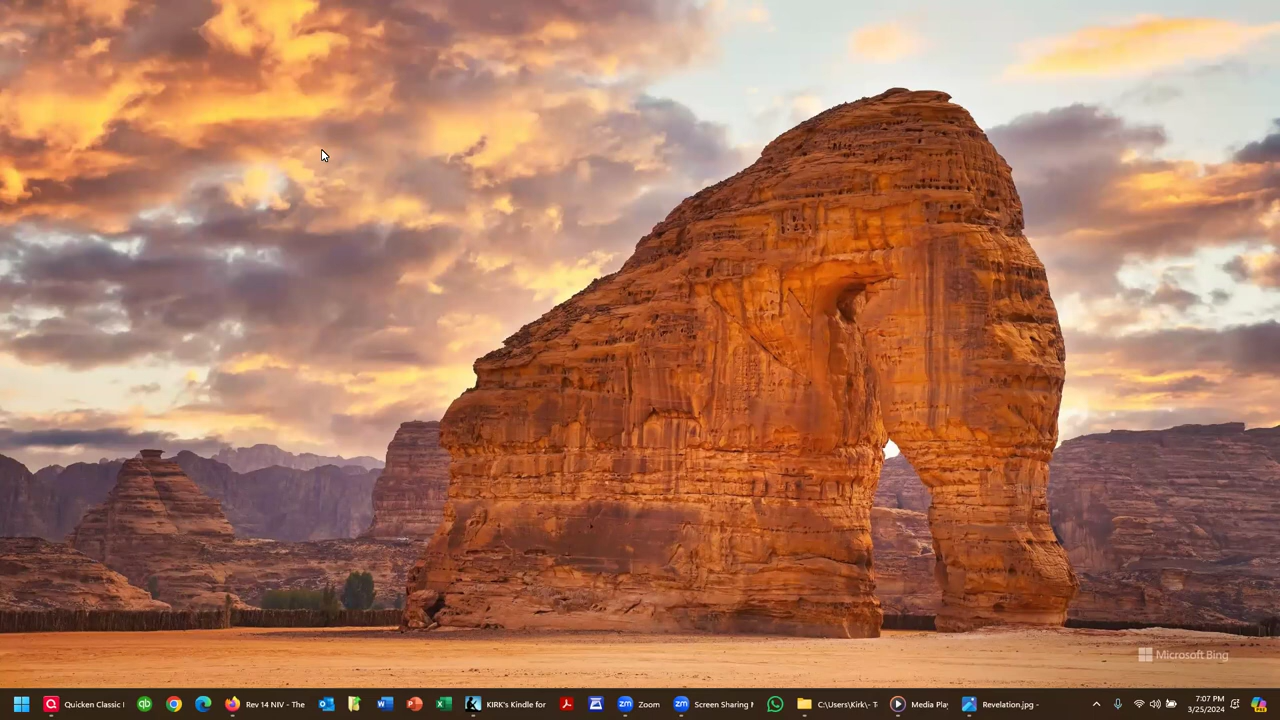 Microsoft Bing
Quicken Classic
Rev 14 NIV - The
KIRK's Kindle for
Zoom
Screen Sharing
C:\Users\Kirk\- T
Media Play
Revelation.jpg -
7:07 PM
3/25/2024